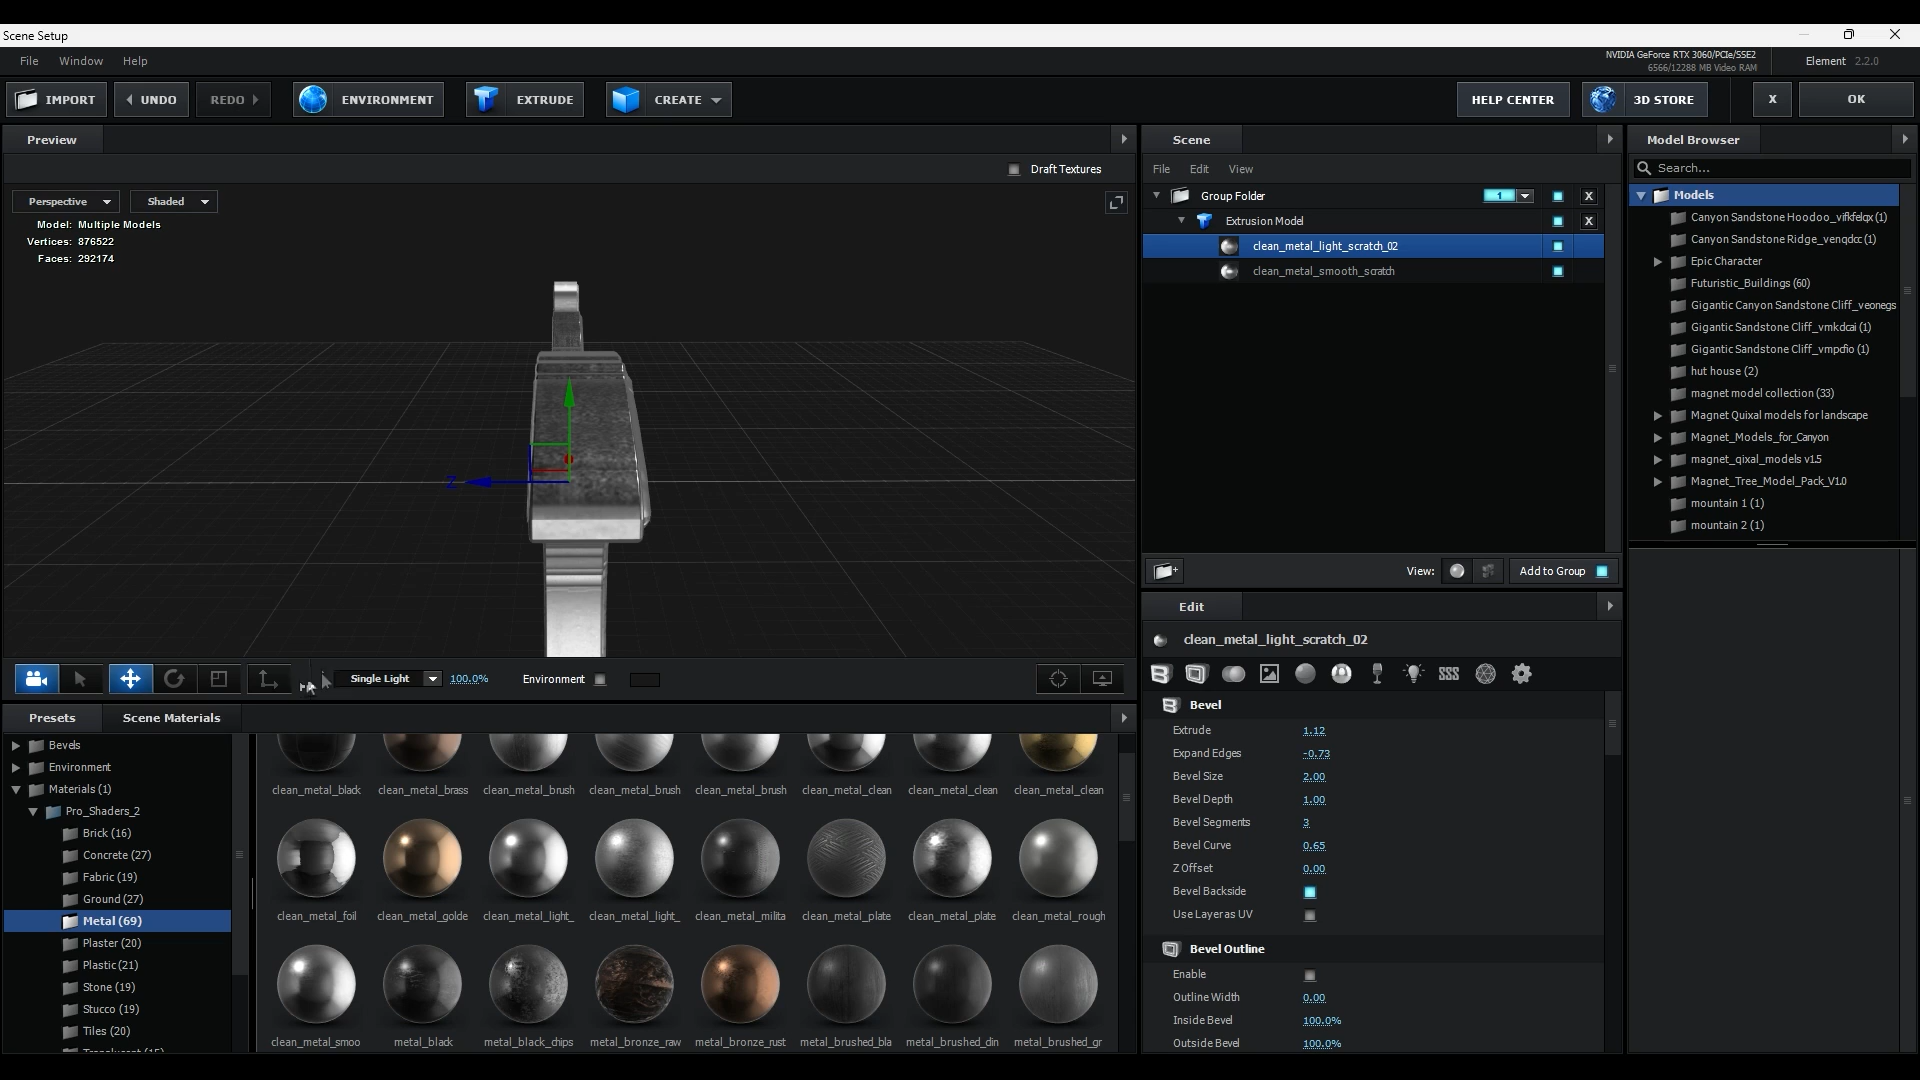 Scene Setup
File Window Help
NVIDIA GeForce RTX 3060/PCIe/SSE2
6566/12288 MB Video RAM
Element 2.2.0
IMPORT UNDO REDO ENVIRONMENT EXTRUDE CREATE HELP CENTER 3D STORE X OK
Preview
Draft Textures
Perspective Shaded
Model: Multiple Models
Vertices: 876522
Faces: 292174
Z
Single Light 100.0% Environment
Scene
File Edit View
Group Folder 1 X
Extrusion Model X
clean_metal_light_scratch_02
clean_metal_smooth_scratch
View: Add to Group
Model Browser
Search...
Models
Canyon Sandstone Hoodoo_vifkfelqx (1)
Canyon Sandstone Ridge_venqdcc (1)
Epic Character
Futuristic_Buildings (60)
Gigantic Canyon Sandstone Cliff_veonegs
Gigantic Sandstone Cliff_vmkdcai (1)
Gigantic Sandstone Cliff_vmpdfio (1)
hut house (2)
magnet model collection (33)
Magnet Quixal models for landscape
Magnet_Models_for_Canyon
magnet_qixal_models v1.5
Magnet_Tree_Model_Pack_V1.0
mountain 1 (1)
mountain 2 (1)
Presets Scene Materials
Bevels
Environment
Materials (1)
Pro_Shaders_2
Brick (16)
Concrete (27)
Fabric (19)
Ground (27)
Metal (69)
Plaster (20)
Plastic (21)
Stone (19)
Stucco (19)
Tiles (20)
clean_metal_black clean_metal_brass clean_metal_brush clean_metal_brush clean_metal_brush clean_metal_clean clean_metal_clean clean_metal_clean
clean_metal_foil clean_metal_golde clean_metal_light_ clean_metal_light_ clean_metal_milita clean_metal_plate clean_metal_plate clean_metal_rough
clean_metal_smoo metal_black metal_black_chips metal_bronze_raw metal_bronze_rust metal_brushed_bla metal_brushed_din metal_brushed_gr
Edit
clean_metal_light_scratch_02
Bevel
Extrude 1.12
Expand Edges -0.73
Bevel Size 2.00
Bevel Depth 1.00
Bevel Segments 3
Bevel Curve 0.65
Z Offset 0.00
Bevel Backside
Use Layer as UV
Bevel Outline
Enable
Outline Width 0.00
Inside Bevel 100.0%
Outside Bevel 100.0%